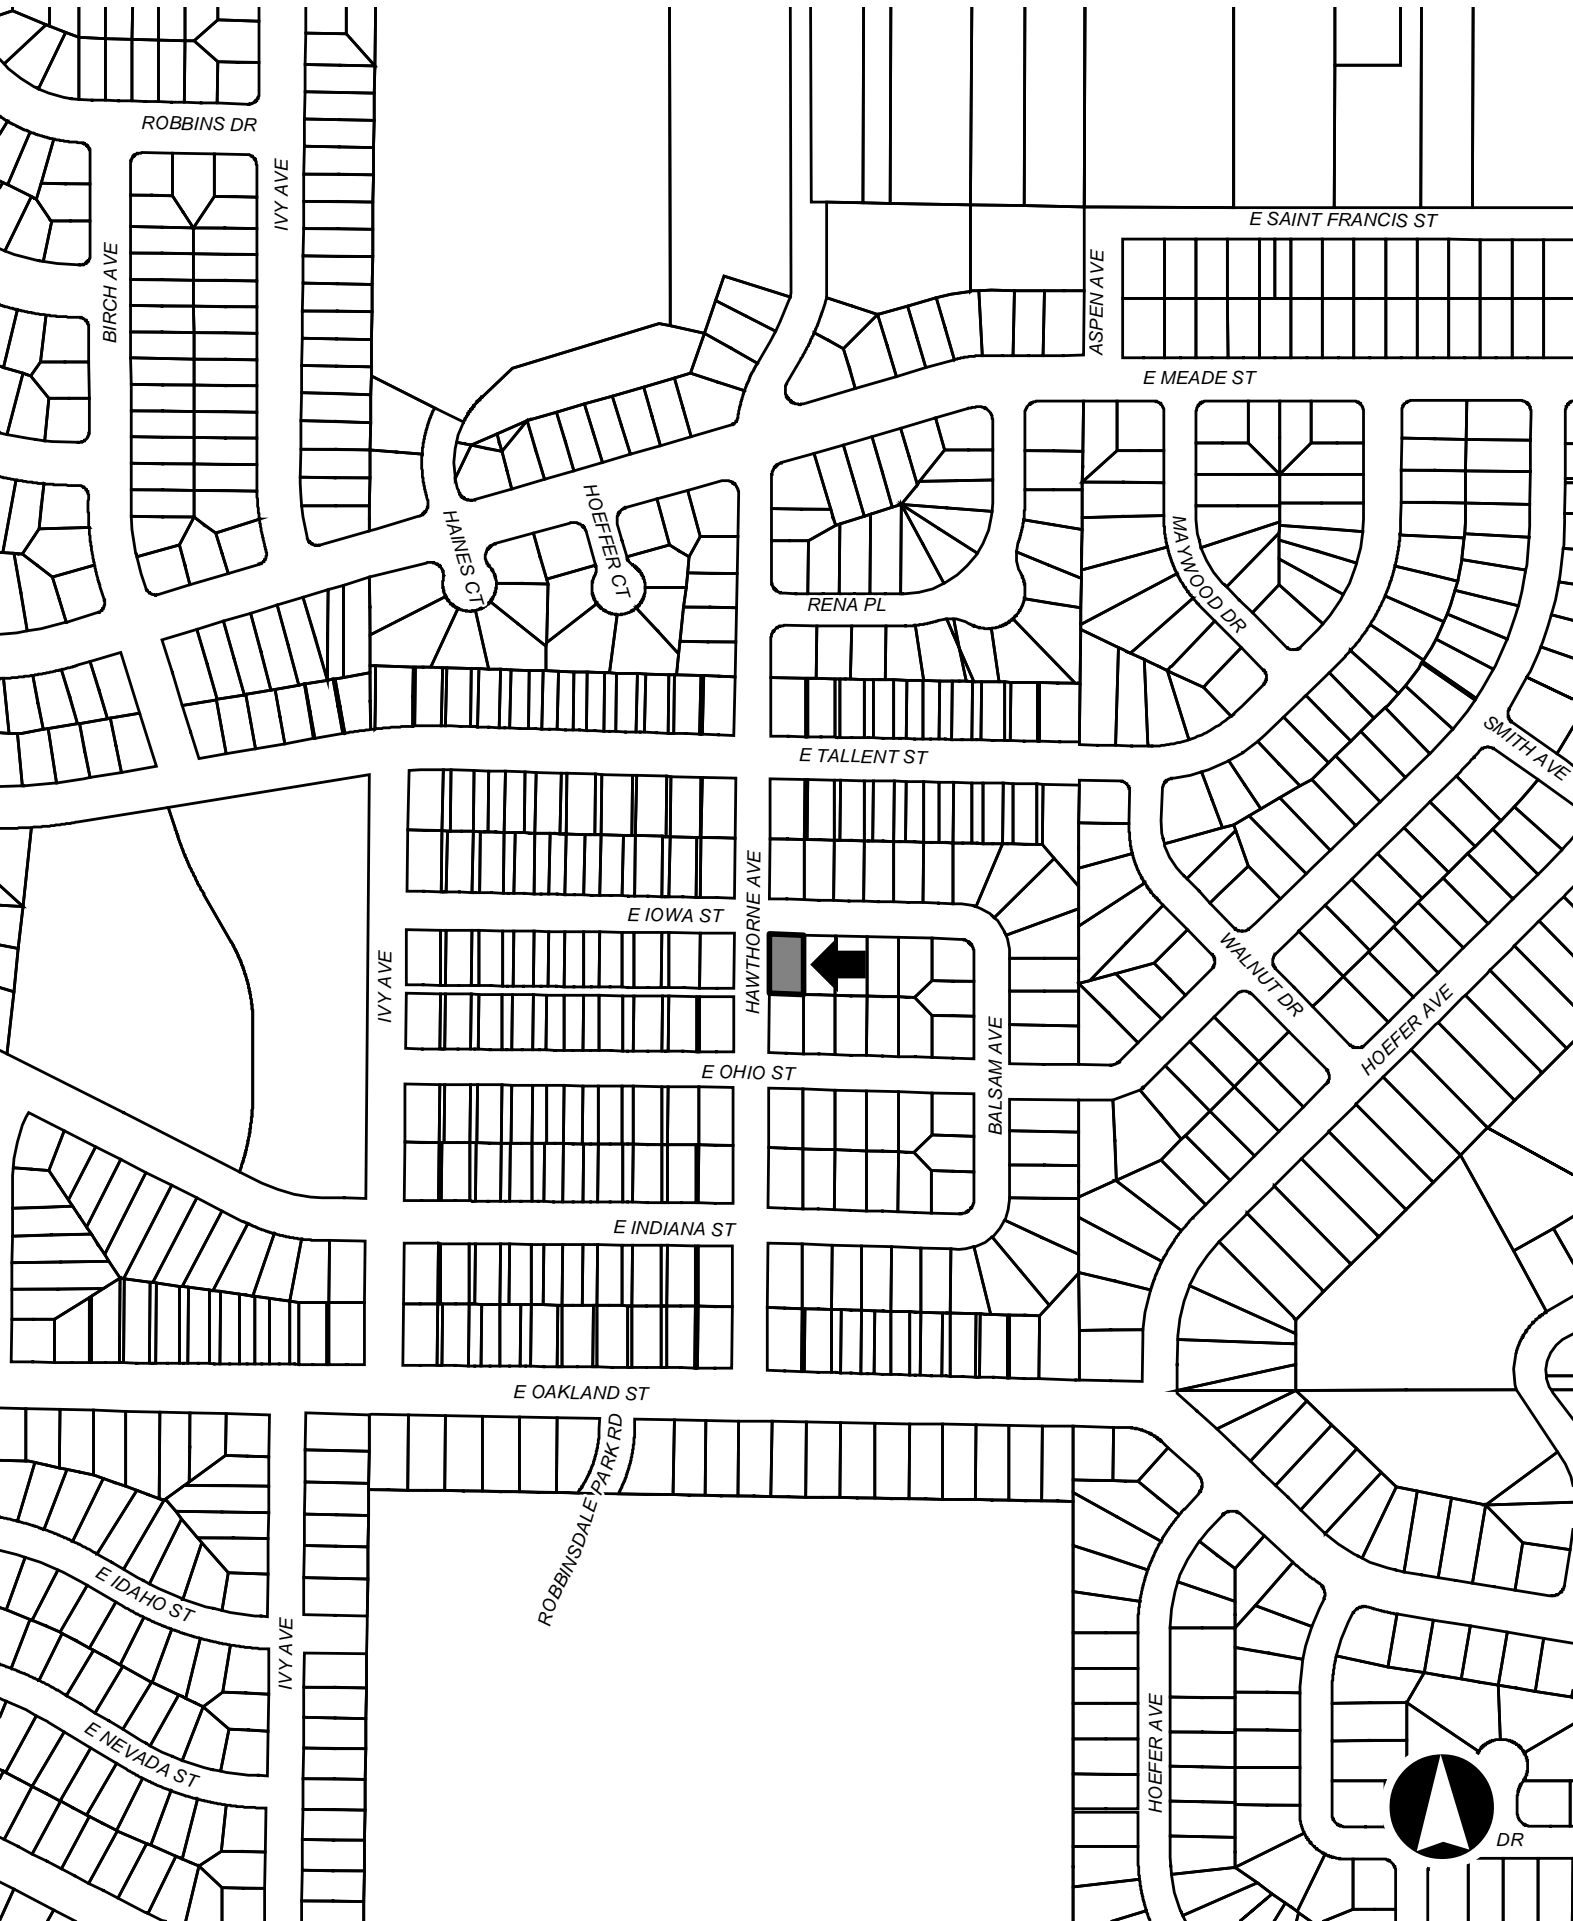 ROBBINS DR
IVY AVE
BIRCH AVE
E SAINT FRANCIS ST
ASPEN AVE
E MEADE ST
HAINES CT
HOEFFER CT
MAYWOOD DR
RENA PL
SMITH AVE
E TALLENT ST
HAWTHORNE AVE
E IOWA ST
IVY AVE
WALNUT DR
HOEFER AVE
BALSAM AVE
E OHIO ST
E INDIANA ST
E OAKLAND ST
ROBBINSDALE PARK RD
E IDAHO ST
IVY AVE
E NEVADA ST
HOEFER AVE
DR